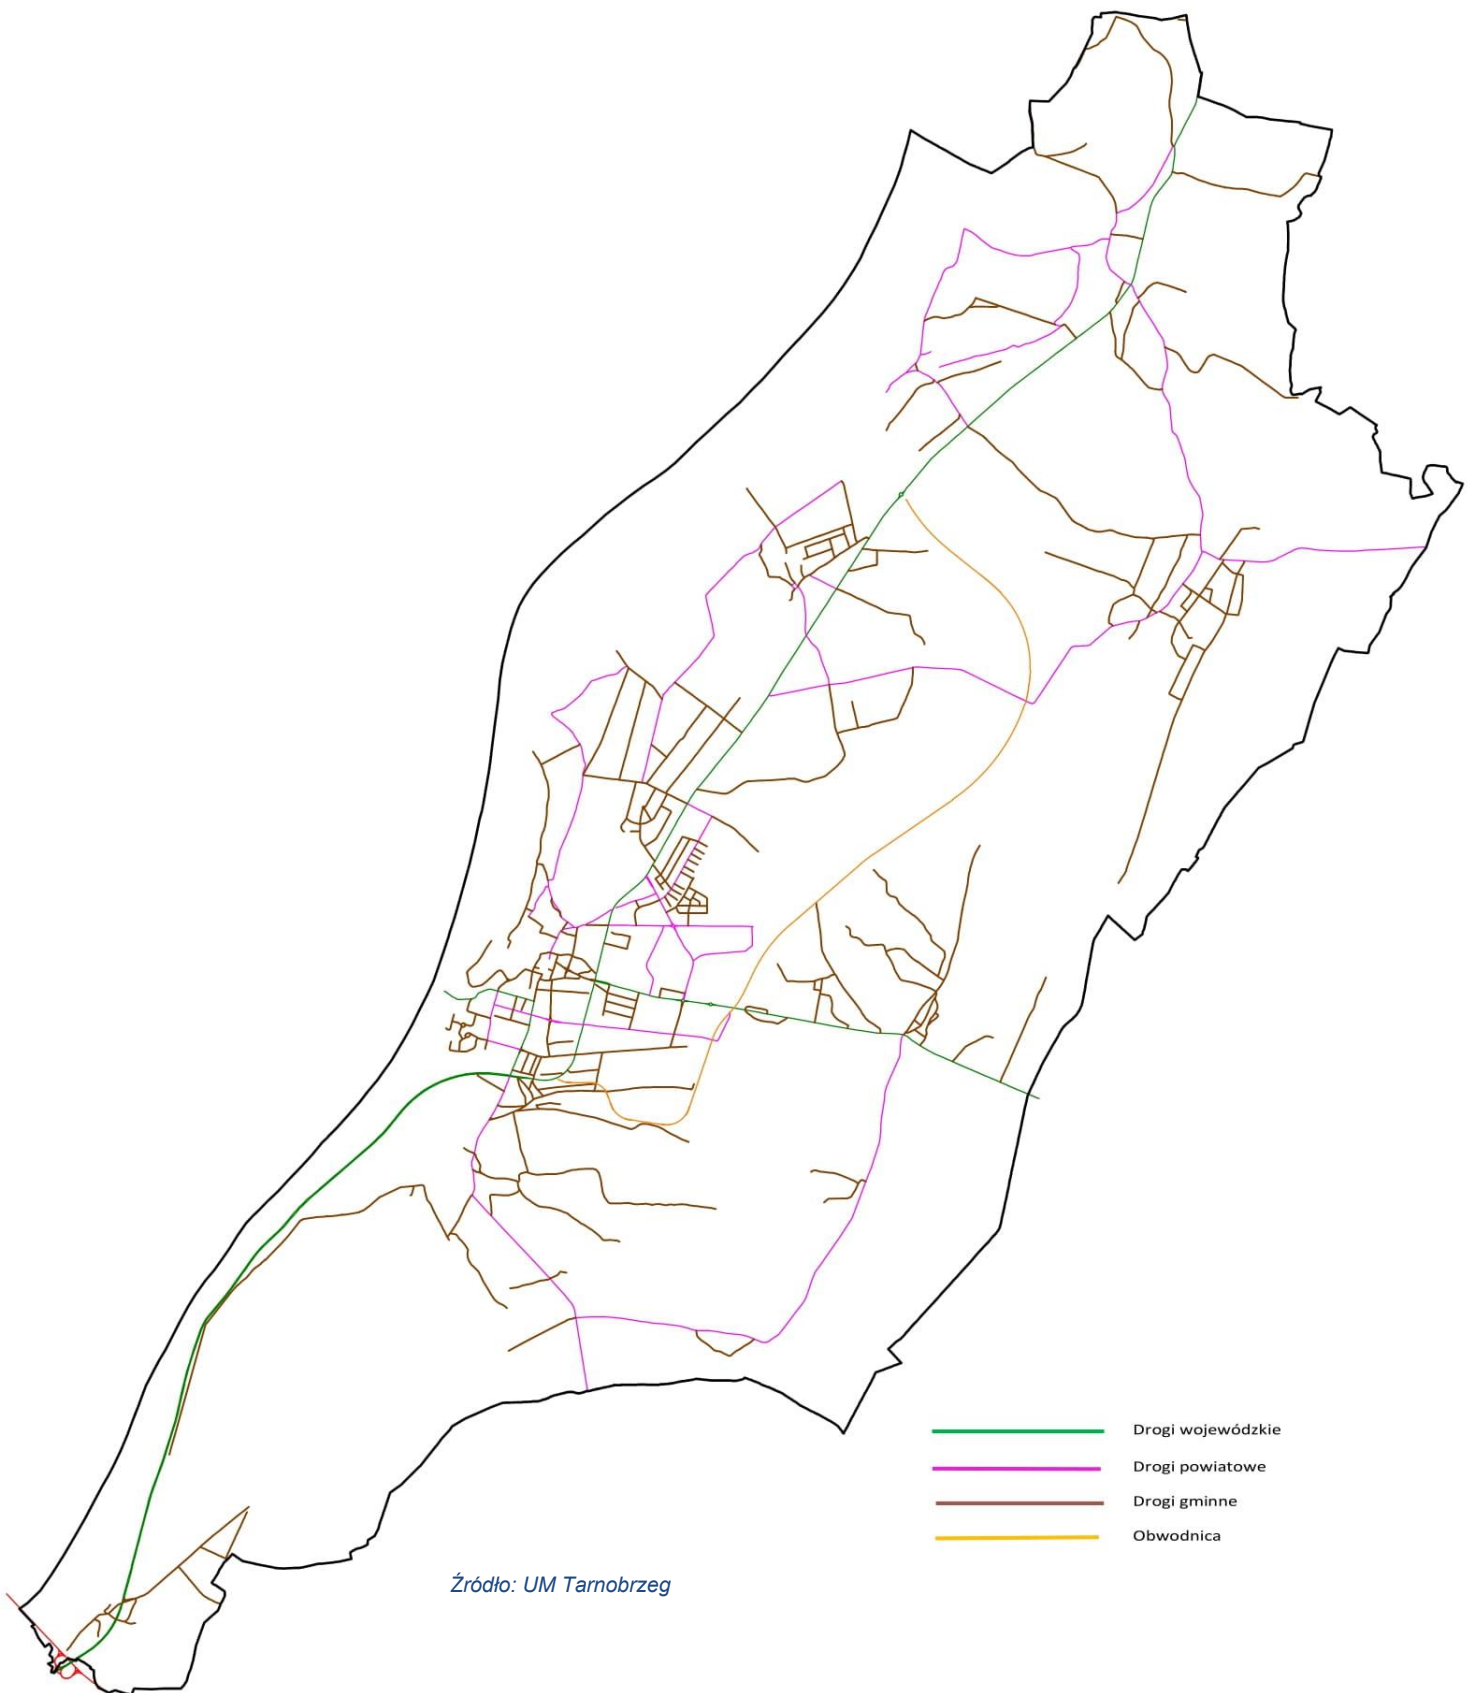 Drogi wojewódzkie
Drogi powiatowe
Drogi gminne
Obwodnica
Źródło: UM Tarnobrzeg